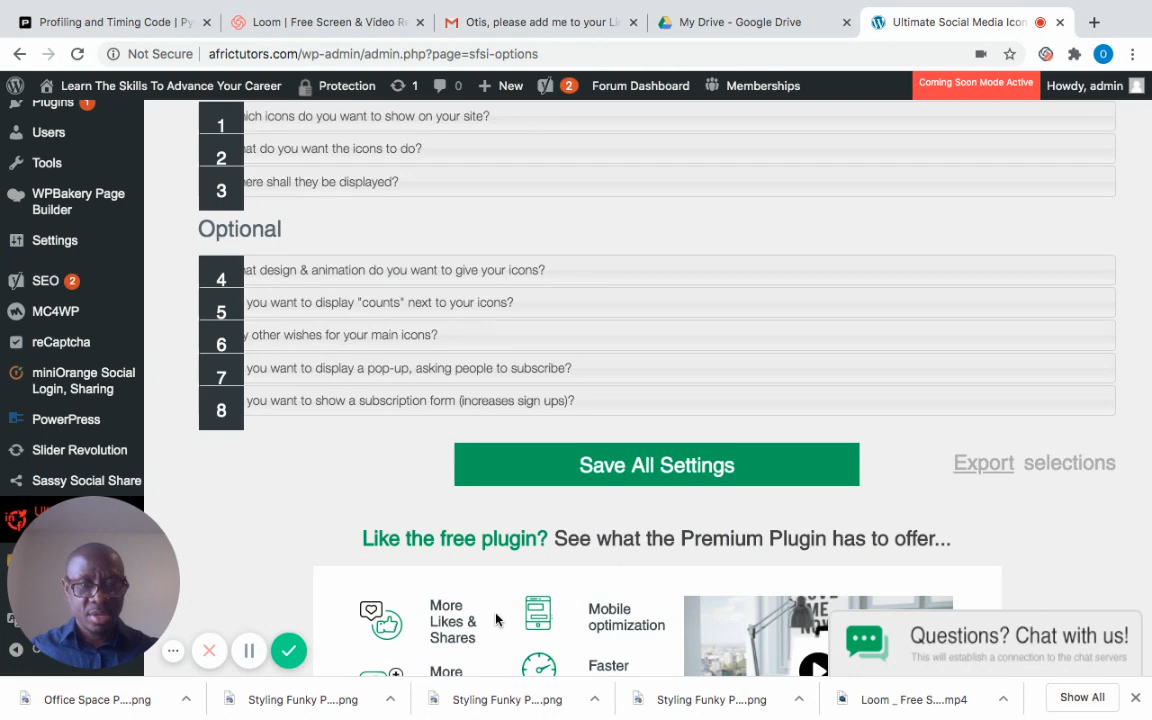 Profiling and Timing Code | Py
Loom | Free Screen & Video Re
Otis, please add me to your Lin
My Drive - Google Drive
Ultimate Social Media Icon
Not Secure
africtutors.com/wp-admin/admin.php?page=sfsi-options
Learn The Skills To Advance Your Career
Protection
1
0
New
2
Forum Dashboard
Memberships
Coming Soon Mode Active
Howdy, admin
Plugins 1
Users
Tools
WPBakery Page
Builder
Settings
SEO 2
MC4WP
reCaptcha
miniOrange Social
Login, Sharing
PowerPress
Slider Revolution
Sassy Social Share
1 hich icons do you want to show on your site?
2 at do you want the icons to do?
3 ere shall they be displayed?
Optional
4 at design & animation do you want to give your icons?
5 you want to display "counts" next to your icons?
6 y other wishes for your main icons?
7 you want to display a pop-up, asking people to subscribe?
8 you want to show a subscription form (increases sign ups)?
Save All Settings
Export selections
Like the free plugin? See what the Premium Plugin has to offer...
More
Likes &
Shares
Mobile
optimization
More
Faster
Questions? Chat with us!
This will establish a connection to the chat servers
Office Space P....png
Styling Funky P....png
Styling Funky P....png
Styling Funky P....png
Loom _ Free S....mp4
Show All